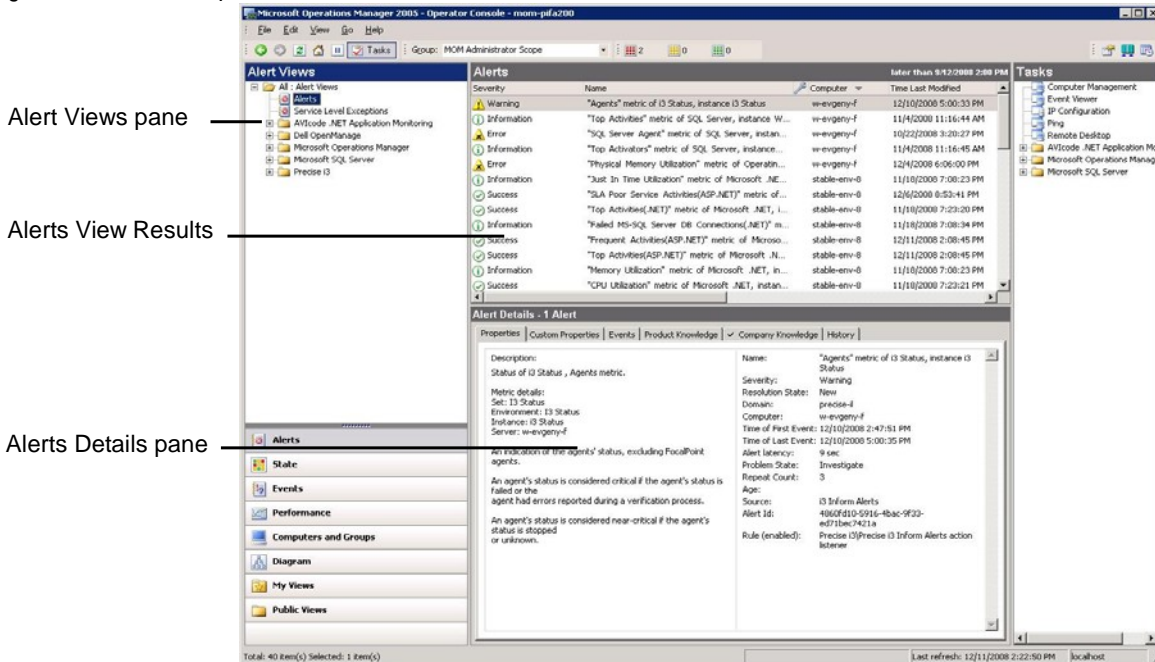 Microsoft Operations Manager 2005 - Operator Console - mom-pifa200
File Edit View Go Help
Tasks Group: MOM Administrator Scope 2 0 0
Alert Views
All : Alert Views
Alerts
Service Level Exceptions
AVIcode .NET Application Monitoring
Dell OpenManage
Microsoft Operations Manager
Microsoft SQL Server
Precise i3
Alert Views pane
Alerts View Results
Alerts Details pane
Alerts later than 9/12/2008 2:00 PM
Severity Name Computer Time Last Modified
Warning "Agents" metric of i3 Status, instance i3 Status w-evgeny-f 12/10/2008 5:00:33 PM
Information "Top Activities" metric of SQL Server, instance W... w-evgeny-f 11/4/2008 11:16:44 AM
Error "SQL Server Agent" metric of SQL Server, instan... w-evgeny-f 10/22/2008 3:20:27 PM
Information "Top Activators" metric of SQL Server, instance... w-evgeny-f 11/4/2008 11:16:45 AM
Error "Physical Memory Utilization" metric of Operatin... w-evgeny-f 12/4/2008 6:06:00 PM
Information "Just In Time Utilization" metric of Microsoft .NE... stable-env-8 11/18/2008 7:08:23 PM
Success "SLA Poor Service Activities(ASP.NET)" metric of... stable-env-8 12/6/2008 8:53:41 PM
Success "Top Activities(.NET)" metric of Microsoft .NET, i... stable-env-8 11/18/2008 7:23:20 PM
Information "Failed MS-SQL Server DB Connections(.NET)" m... stable-env-8 11/18/2008 7:08:34 PM
Success "Frequent Activities(ASP.NET)" metric of Microso... stable-env-8 12/11/2008 2:08:45 PM
Success "Top Activities(ASP.NET)" metric of Microsoft .N... stable-env-8 12/11/2008 2:08:45 PM
Information "Memory Utilization" metric of Microsoft .NET, in... stable-env-8 11/18/2008 7:08:23 PM
Success "CPU Utilization" metric of Microsoft .NET, instan... stable-env-8 11/18/2008 7:23:21 PM
Tasks
Computer Management
Event Viewer
IP Configuration
Ping
Remote Desktop
AVIcode .NET Application Mo
Microsoft Operations Manag
Microsoft SQL Server
Alert Details - 1 Alert
Properties Custom Properties Events Product Knowledge Company Knowledge History
Description:
Status of i3 Status , Agents metric.
Metric details:
Set: I3 Status
Environment: I3 Status
Instance: i3 Status
Server: w-evgeny-f
An indication of the agents' status, excluding FocalPoint
agents.
An agent's status is considered critical if the agent's status is
failed or the
agent had errors reported during a verification process.
An agent's status is considered near-critical if the agent's
status is stopped
or unknown.
Name: "Agents" metric of i3 Status, instance i3
Status
Severity: Warning
Resolution State: New
Domain: precise-il
Computer: w-evgeny-f
Time of First Event: 12/10/2008 2:47:51 PM
Time of Last Event: 12/10/2008 5:00:35 PM
Alert latency: 9 sec
Problem State: Investigate
Repeat Count: 3
Age:
Source: i3 Inform Alerts
Alert Id: 4860fd10-5916-4bac-9f33-
ed71bec7421a
Rule (enabled): Precise i3\Precise i3 Inform Alerts action
listener
Alerts
State
Events
Performance
Computers and Groups
Diagram
My Views
Public Views
Total: 40 item(s) Selected: 1 item(s)
Last refresh: 12/11/2008 2:22:50 PM localhost